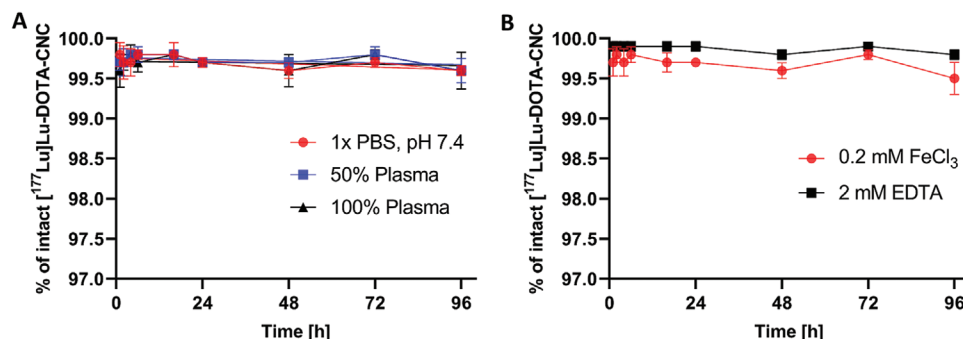 A
% of intact [¹⁷⁷Lu]Lu-DOTA-CNC
100.0
99.5
99.0
98.5
98.0
97.5
97.0
1x PBS, pH 7.4
50% Plasma
100% Plasma
0 24 48 72 96
Time [h]
B
% of intact [¹⁷⁷Lu]Lu-DOTA-CNC
100.0
99.5
99.0
98.5
98.0
97.5
97.0
0.2 mM FeCl₃
2 mM EDTA
0 24 48 72 96
Time [h]